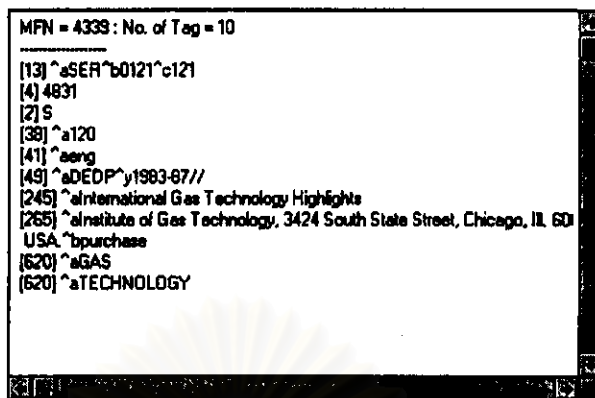 MFN = 4339 : No. of Tag = 10
--------------------
[13] ^aSER^b0121^c121
[4] 4831
[2] S
[38] ^a120
[41] ^aeng
[49] ^aDEDP^y1983-87//
[245] ^aInternational Gas Technology Highlights
[265] ^aInstitute of Gas Technology, 3424 South State Street, Chicago, Ill,
USA.^bpurchase
[620] ^aGAS
[620] ^aTECHNOLOGY